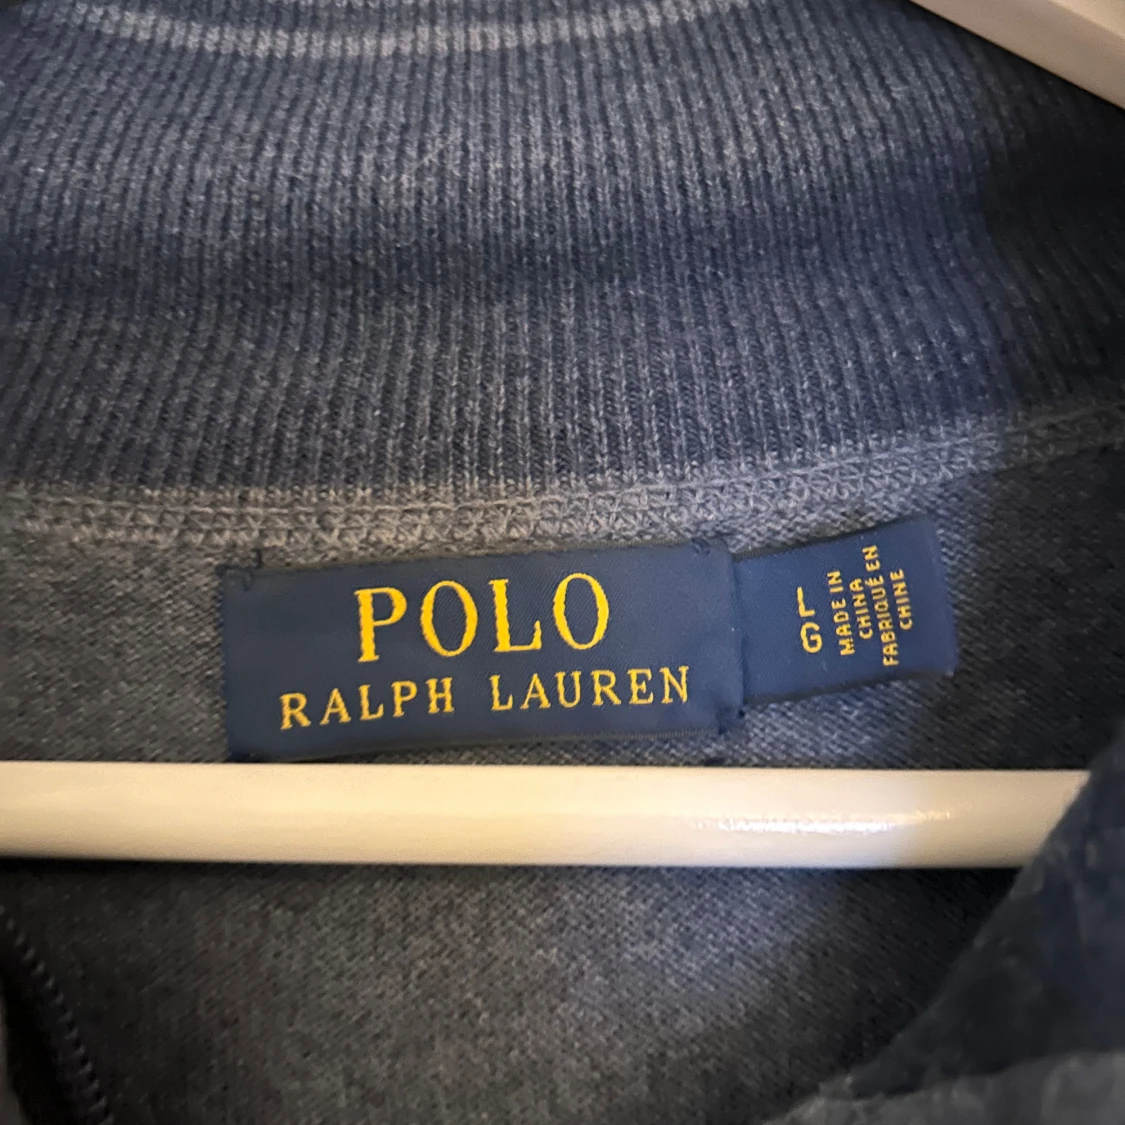 POLO
RALPH LAUREN
L
G
MADE IN
CHINA
FABRIQUÉ EN
CHINE